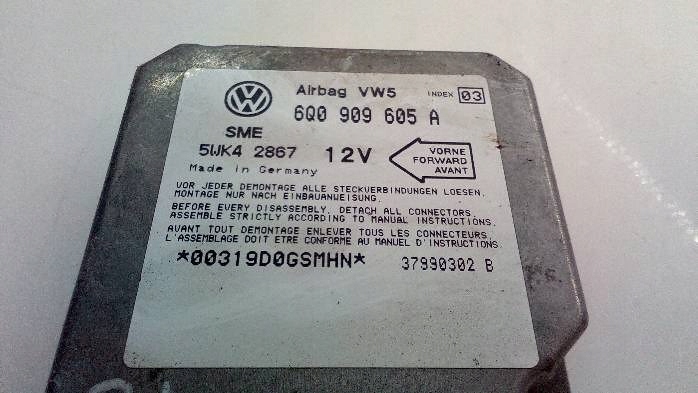 Airbag VW5 INDEX 03
6Q0 909 605 A
SME
5WK4 2867 12V
VORNE
FORWARD
AVANT
Made in Germany
VOR JEDER DEMONTAGE ALLE STECKVERBINDUNGEN LOESEN.
MONTAGE NUR NACH EINBAUANWEISUNG.
BEFORE EVERY DISASSEMBLY, DETACH ALL CONNECTORS.
ASSEMBLE STRICTLY ACCORDING TO MANUAL INSTRUCTIONS.
AVANT TOUT DEMONTAGE ENLEVER TOUS LES CONNECTEURS.
L'ASSEMBLAGE DOIT ETRE CONFORME AU MANUEL D'INSTRUCTIONS.
*00319D0GSMHN* 37990302 B